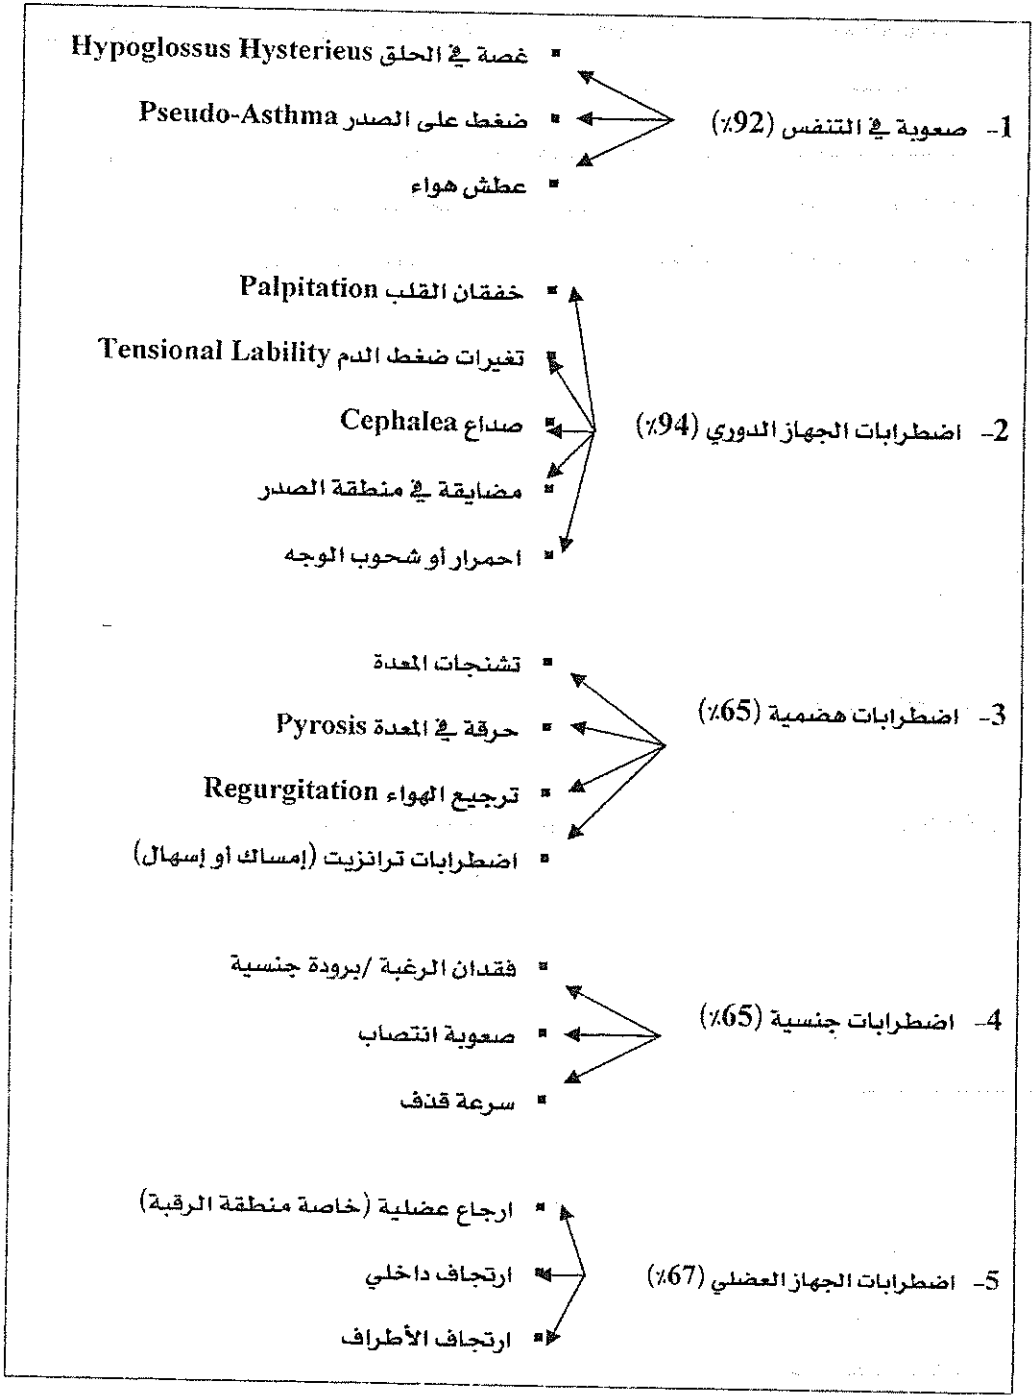 1- صعوبة في التنفس (92٪)
▪ غصة في الحلق Hypoglossus Hysterieus
▪ ضغط على الصدر Pseudo-Asthma
▪ عطش هواء
2- اضطرابات الجهاز الدوري (94٪)
▪ خفقان القلب Palpitation
▪ تغيرات ضغط الدم Tensional Lability
▪ صداع Cephalea
▪ مضايقة في منطقة الصدر
▪ احمرار أو شحوب الوجه
3- اضطرابات هضمية (65٪)
▪ تشنجات المعدة
▪ حرقة في المعدة Pyrosis
▪ ترجيع الهواء Regurgitation
▪ اضطرابات ترانزيت (إمساك أو إسهال)
4- اضطرابات جنسية (65٪)
▪ فقدان الرغبة /برودة جنسية
▪ صعوبة انتصاب
▪ سرعة قذف
5- اضطرابات الجهاز العضلي (67٪)
▪ ارجاع عضلية (خاصة منطقة الرقبة)
▪ ارتجاف داخلي
▪ ارتجاف الأطراف